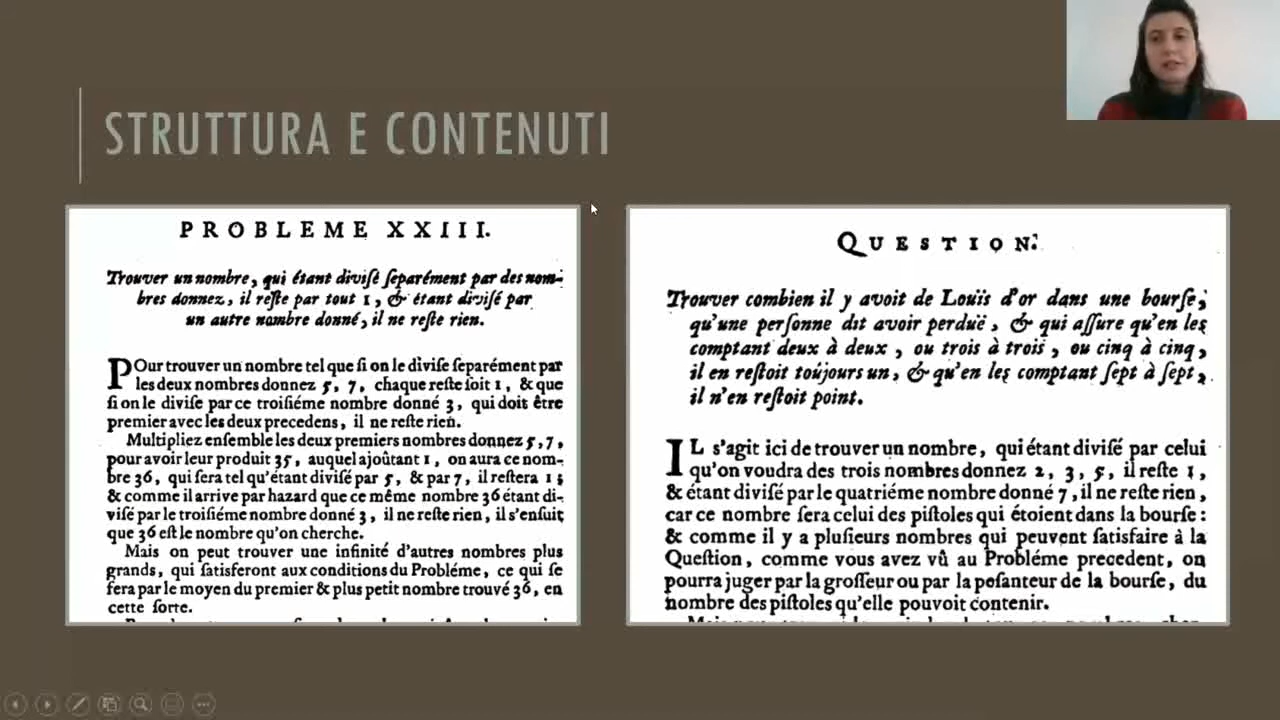 STRUTTURA E CONTENUTI
PROBLEME XXIII.
Trouver un nombre, qui étant divisé separément par des nom-
bres donnez, il reste par tout 1, & étant divisé par
un autre nombre donné, il ne reste rien.
POur trouver un nombre tel que si on le divise separément par
les deux nombres donnez 5, 7, chaque reste soit 1, & que
si on le divise par ce troisiéme nombre donné 3, qui doit être
premier avec les deux precedens, il ne reste rien.
Multipliez ensemble les deux premiers nombres donnez 5, 7,
pour avoir leur produit 35, auquel ajoûtant 1, on aura ce nom-
bre 36, qui sera tel qu'étant divisé par 5, & par 7, il restera 1;
& comme il arrive par hazard que ce même nombre 36 étant di-
visé par le troisiéme nombre donné 3, il ne reste rien, il s'ensuit
que 36 est le nombre qu'on cherche.
Mais on peut trouver une infinité d'autres nombres plus
grands, qui satisferont aux conditions du Probléme, ce qui se
fera par le moyen du premier & plus petit nombre trouvé 36, en
cette sorte.
QUESTION.
Trouver combien il y avoit de Louïs d'or dans une bourse,
qu'une personne dit avoir perduë, & qui assure qu'en les
comptant deux à deux, ou trois à trois, ou cinq à cinq,
il en restoit toûjours un, & qu'en les comptant sept à sept,
il n'en restoit point.
IL s'agit ici de trouver un nombre, qui étant divisé par celui
qu'on voudra des trois nombres donnez 2, 3, 5, il reste 1,
& étant divisé par le quatriéme nombre donné 7, il ne reste rien,
car ce nombre sera celui des pistoles qui étoient dans la bourse:
& comme il y a plusieurs nombres qui peuvent satisfaire à la
Question, comme vous avez vû au Probléme precedent, on
pourra juger par la grosseur ou par la pesanteur de la bourse, du
nombre des pistoles qu'elle pouvoit contenir.